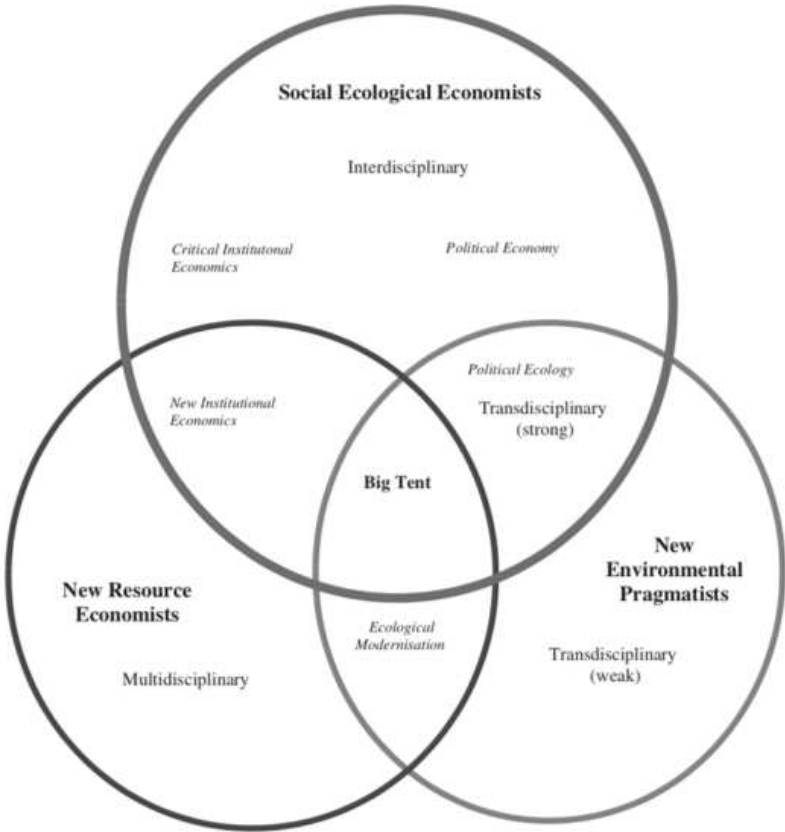 Social Ecological Economists
Interdisciplinary
Critical Institutonal
Economics
Political Economy
Political Ecology
New Institutional
Economics
Transdisciplinary
(strong)
Big Tent
New
Environmental
Pragmatists
New Resource
Economists
Ecological
Modernisation
Transdisciplinary
(weak)
Multidisciplinary